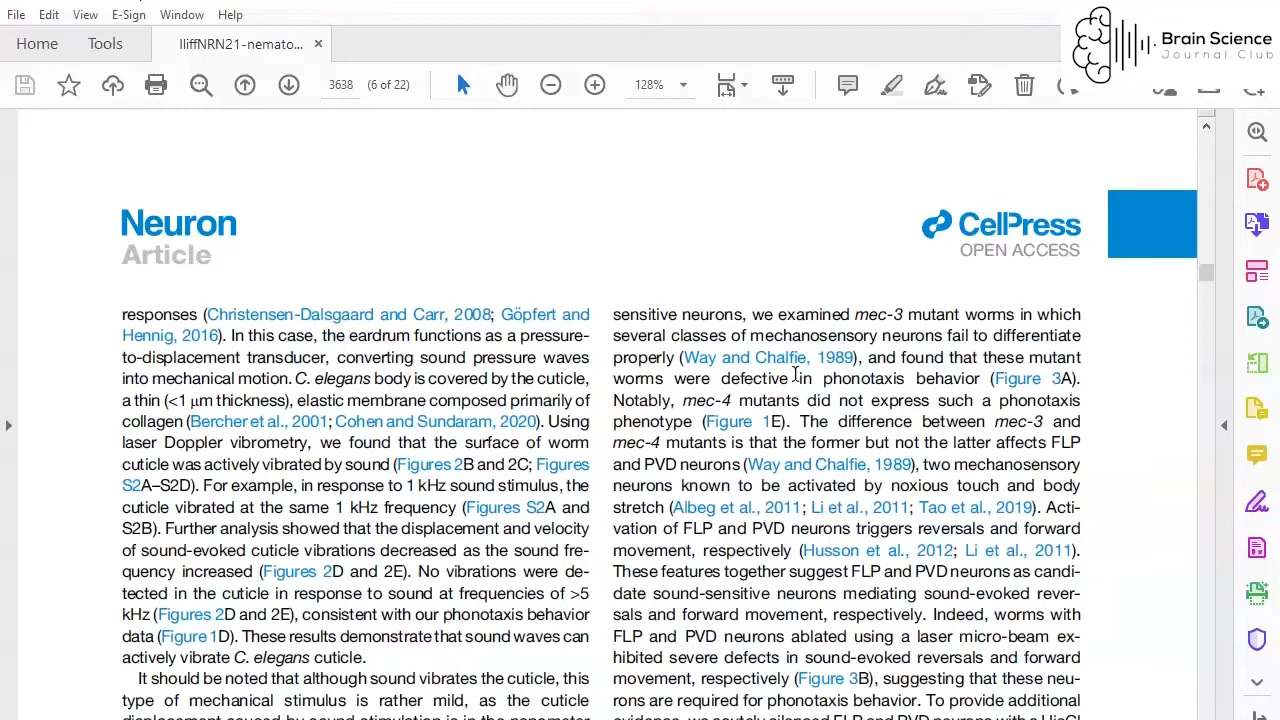 File Edit View E-Sign Window Help
Home Tools IliffNRN21-nemato... ×
Brain Science
Journal Club
3638 (6 of 22) 128%
Neuron
Article
CellPress
OPEN ACCESS
responses (Christensen-Dalsgaard and Carr, 2008; Göpfert and
Hennig, 2016). In this case, the eardrum functions as a pressure-
to-displacement transducer, converting sound pressure waves
into mechanical motion. C. elegans body is covered by the cuticle,
a thin (<1 μm thickness), elastic membrane composed primarily of
collagen (Bercher et al., 2001; Cohen and Sundaram, 2020). Using
laser Doppler vibrometry, we found that the surface of worm
cuticle was actively vibrated by sound (Figures 2B and 2C; Figures
S2A–S2D). For example, in response to 1 kHz sound stimulus, the
cuticle vibrated at the same 1 kHz frequency (Figures S2A and
S2B). Further analysis showed that the displacement and velocity
of sound-evoked cuticle vibrations decreased as the sound fre-
quency increased (Figures 2D and 2E). No vibrations were de-
tected in the cuticle in response to sound at frequencies of >5
kHz (Figures 2D and 2E), consistent with our phonotaxis behavior
data (Figure 1D). These results demonstrate that sound waves can
actively vibrate C. elegans cuticle.
It should be noted that although sound vibrates the cuticle, this
type of mechanical stimulus is rather mild, as the cuticle
displacement caused by sound stimulation is in the nanometer
sensitive neurons, we examined mec-3 mutant worms in which
several classes of mechanosensory neurons fail to differentiate
properly (Way and Chalfie, 1989), and found that these mutant
worms were defective in phonotaxis behavior (Figure 3A).
Notably, mec-4 mutants did not express such a phonotaxis
phenotype (Figure 1E). The difference between mec-3 and
mec-4 mutants is that the former but not the latter affects FLP
and PVD neurons (Way and Chalfie, 1989), two mechanosensory
neurons known to be activated by noxious touch and body
stretch (Albeg et al., 2011; Li et al., 2011; Tao et al., 2019). Acti-
vation of FLP and PVD neurons triggers reversals and forward
movement, respectively (Husson et al., 2012; Li et al., 2011).
These features together suggest FLP and PVD neurons as candi-
date sound-sensitive neurons mediating sound-evoked rever-
sals and forward movement, respectively. Indeed, worms with
FLP and PVD neurons ablated using a laser micro-beam ex-
hibited severe defects in sound-evoked reversals and forward
movement, respectively (Figure 3B), suggesting that these neu-
rons are required for phonotaxis behavior. To provide additional
evidence, we acutely silenced FLP and PVD neurons with a HisCl